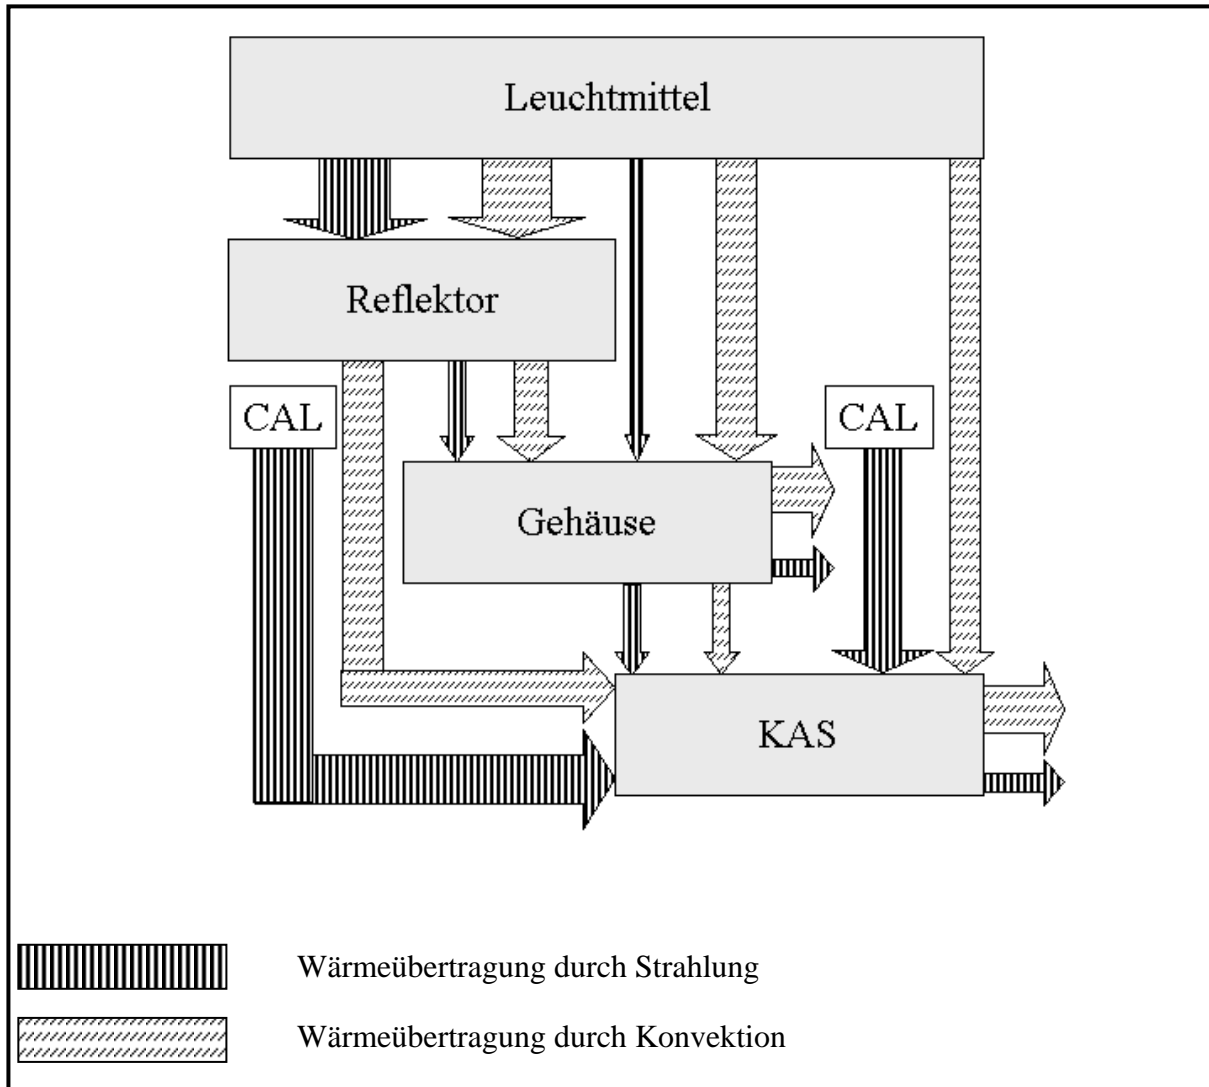 Leuchtmittel
Reflektor
CAL
CAL
Gehäuse
KAS
Wärmeübertragung durch Strahlung
Wärmeübertragung durch Konvektion